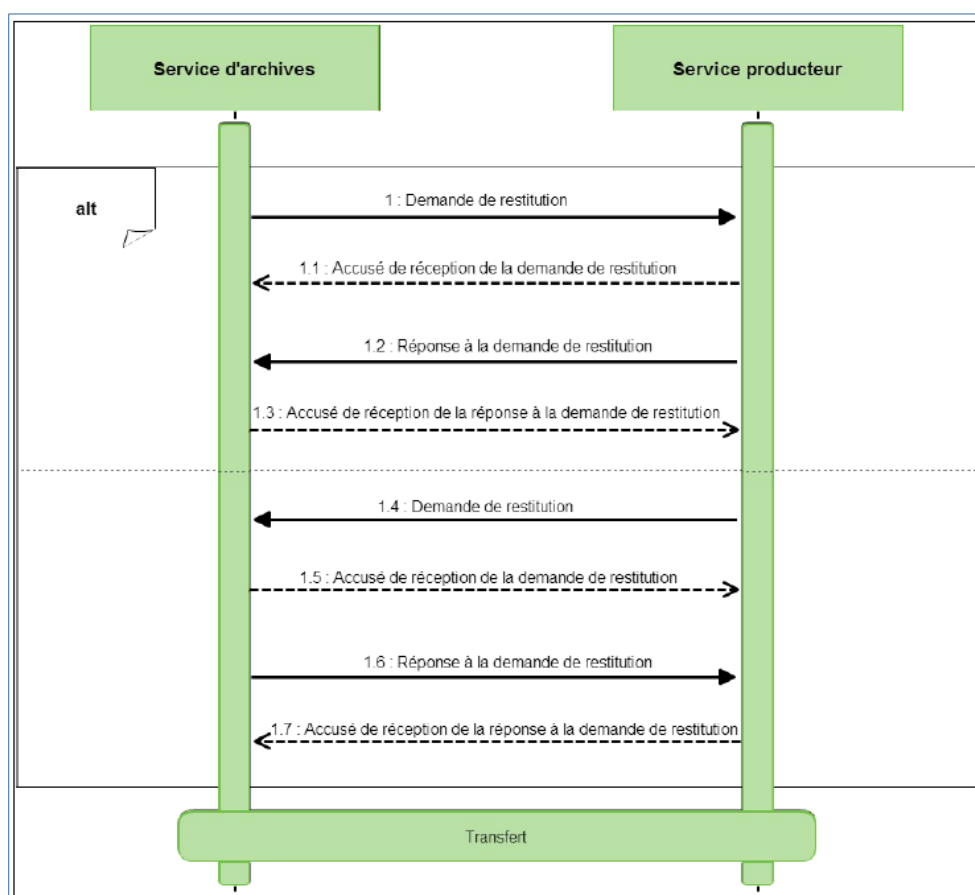 Service d'archives
Service producteur
alt
1 : Demande de restitution
1.1 : Accusé de réception de la demande de restitution
1.2 : Réponse à la demande de restitution
1.3 : Accusé de réception de la réponse à la demande de restitution
1.4 : Demande de restitution
1.5 : Accusé de réception de la demande de restitution
1.6 : Réponse à la demande de restitution
1.7 : Accusé de réception de la réponse à la demande de restitution
Transfert